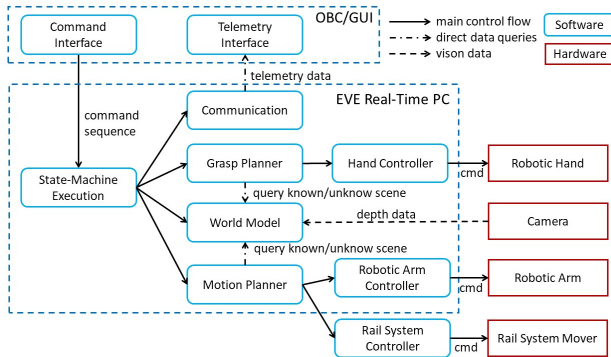 OBC/GUI
Command
Interface
Telemetry
Interface
main control flow
direct data queries
vison data
Software
Hardware
telemetry data
command
sequence
EVE Real-Time PC
Communication
Grasp Planner
Hand Controller
cmd
Robotic Hand
State-Machine
Execution
query known/unknow scene
World Model
depth data
Camera
query known/unknow scene
Motion Planner
Robotic Arm
Controller
cmd
Robotic Arm
Rail System
Controller
cmd
Rail System Mover